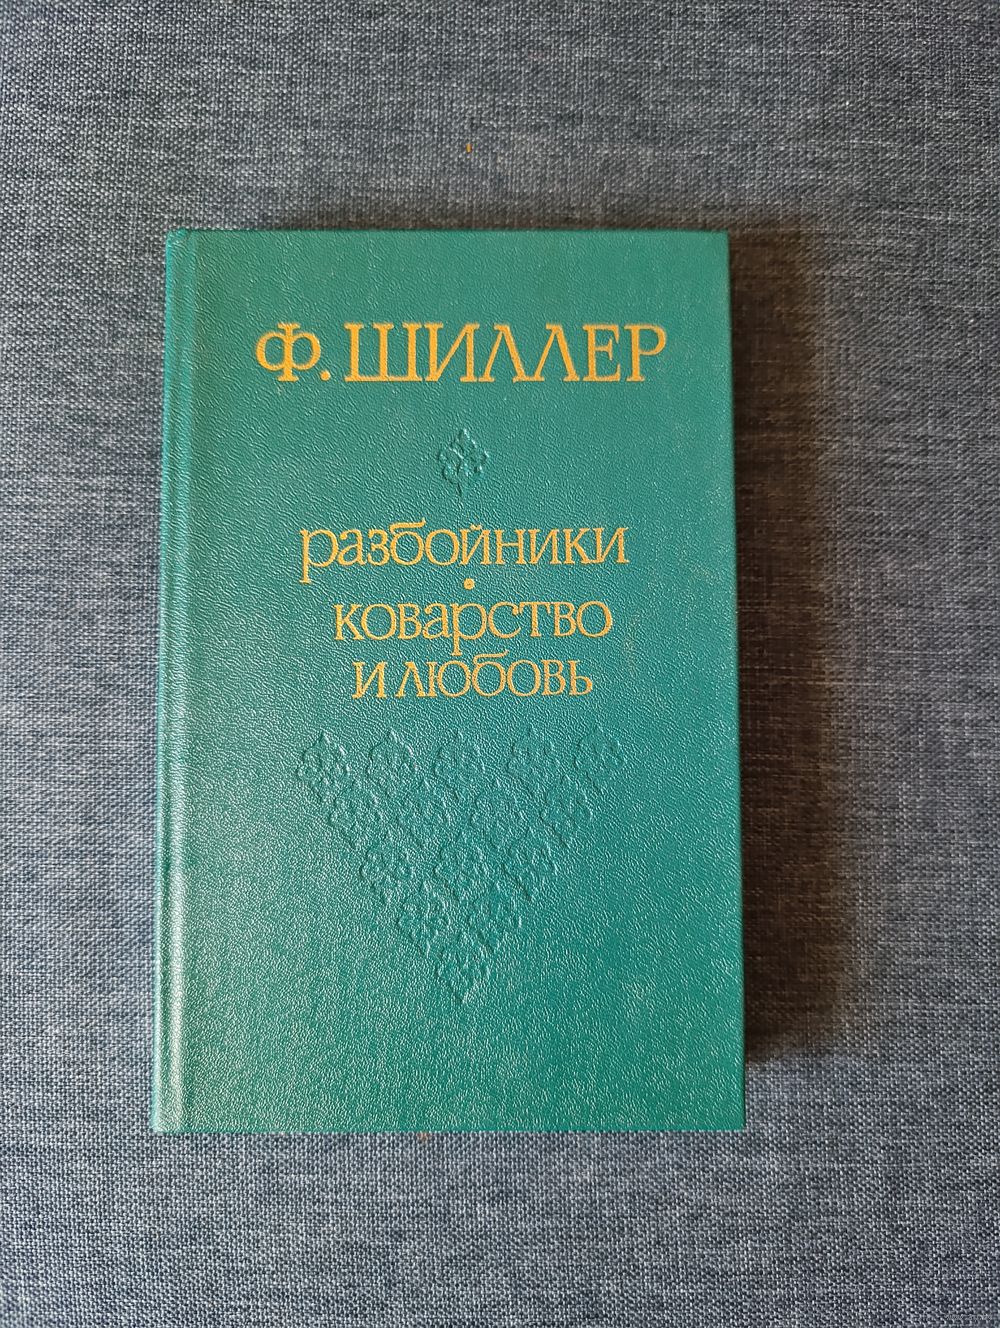 Ф. ШИЛЛЕР
разбойники
•
коварство
и любовь